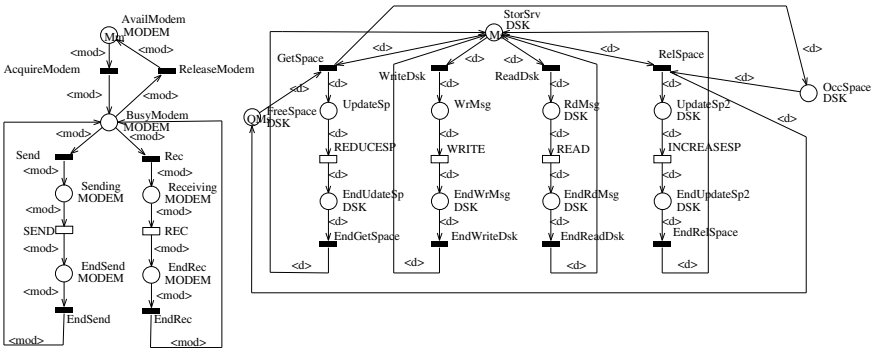 AvailModem
MODEM
Mm
<mod>
<mod>
AcquireModem
ReleaseModem
<mod>
<mod>
BusyModem
MODEM
<mod>
<mod>
Send
Rec
<mod>
<mod>
Sending
MODEM
Receiving
MODEM
<mod>
<mod>
SEND
REC
<mod>
<mod>
EndSend
MODEM
EndRec
MODEM
<mod>
<mod>
EndSend
EndRec
<mod>
<mod>
StorSrv
DSK
<d>
<d>
GetSpace
<d>
<d>
RelSpace
WriteDsk
ReadDsk
<d>
<d>
<d>
<d>
<d>
<d>
OccSpace
DSK
FreeSpace
DSK
UpdateSp
WrMsg
RdMsg
DSK
UpdateSp2
DSK
<d>
<d>
<d>
<d>
<d>
REDUCESP
WRITE
READ
INCREASESP
<d>
<d>
<d>
<d>
EndUdateSp
DSK
EndWrMsg
DSK
EndRdMsg
DSK
EndUpdateSp2
DSK
<d>
<d>
<d>
<d>
EndGetSpace
EndWriteDsk
EndReadDsk
EndRelSpace
<d>
<d>
<d>
<d>